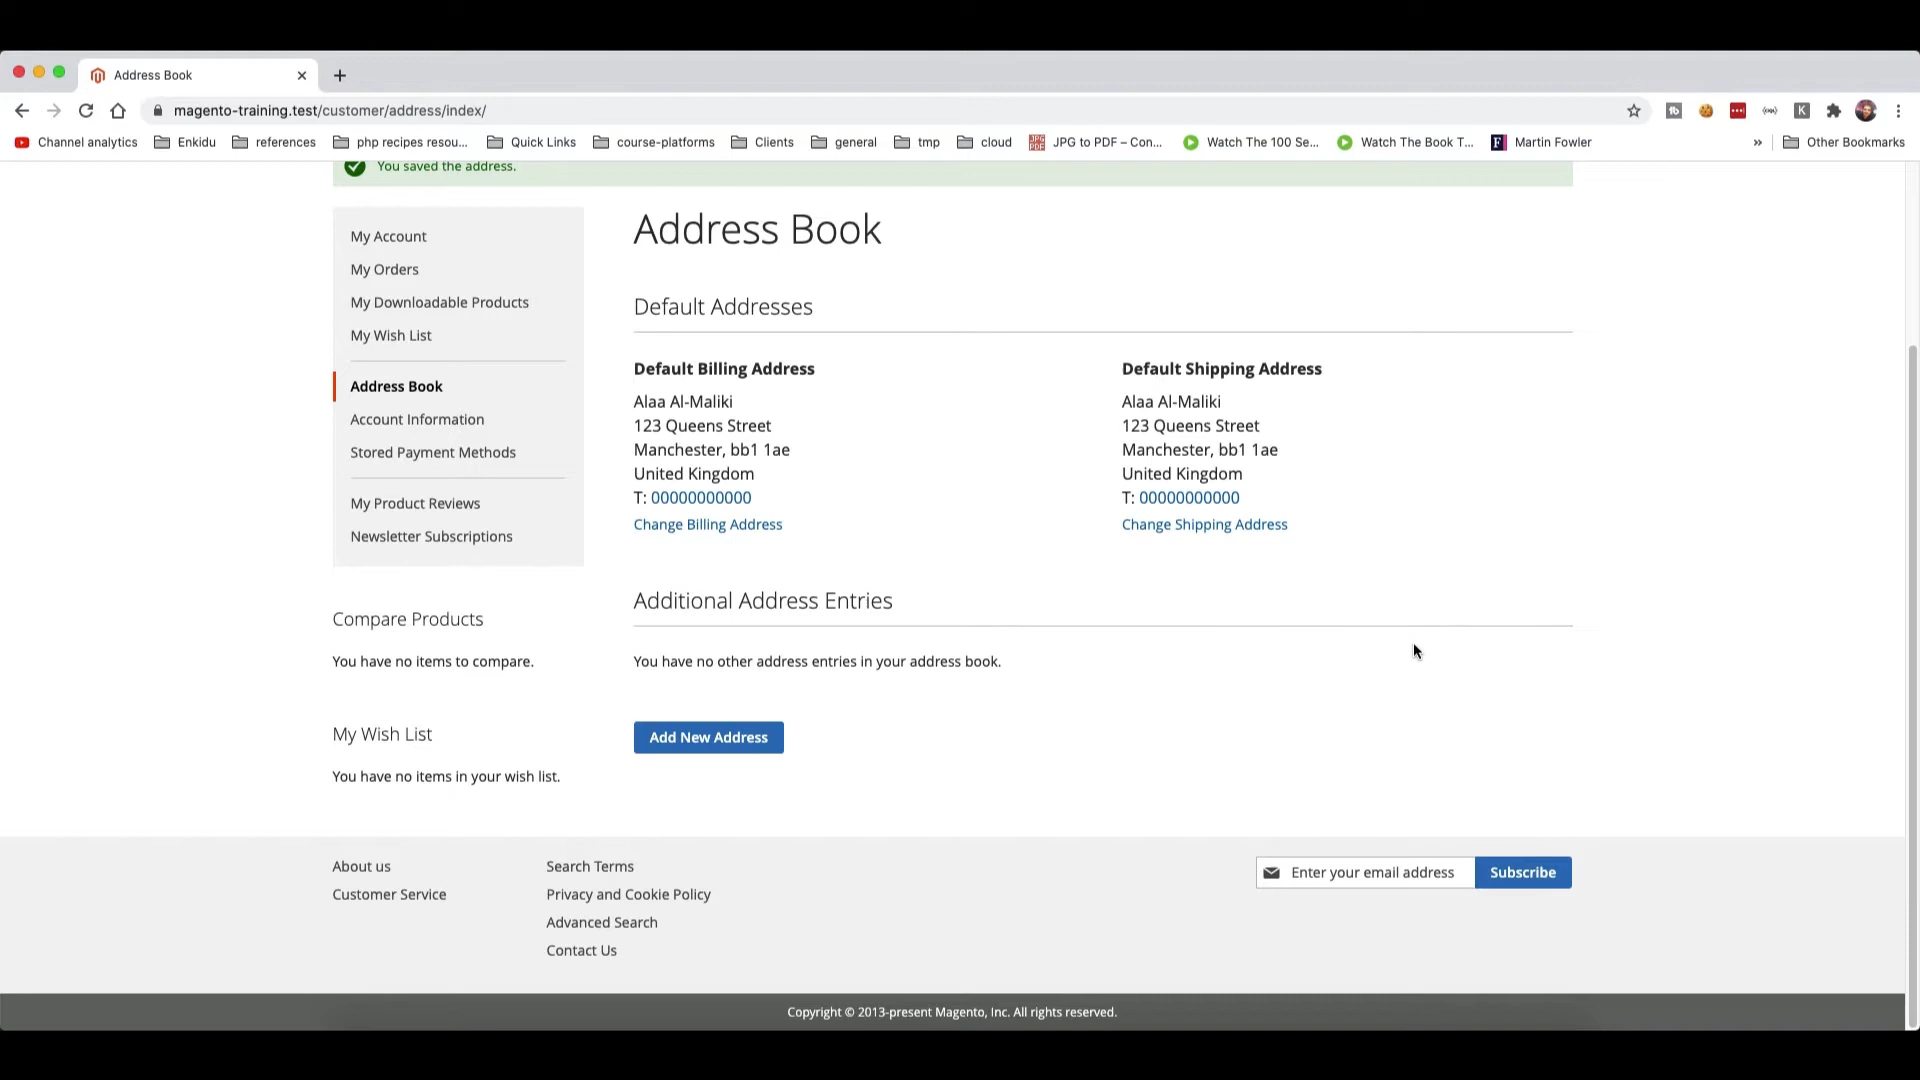 Address Book
magento-training.test/customer/address/index/
Channel analytics
Enkidu
references
php recipes resou...
Quick Links
course-platforms
Clients
general
tmp
cloud
JPG to PDF – Con...
Watch The 100 Se...
Watch The Book T...
Martin Fowler
»
Other Bookmarks
You saved the address.
My Account
My Orders
My Downloadable Products
My Wish List
Address Book
Account Information
Stored Payment Methods
My Product Reviews
Newsletter Subscriptions
Compare Products
You have no items to compare.
My Wish List
You have no items in your wish list.
Address Book
Default Addresses
Default Billing Address
Alaa Al-Maliki
123 Queens Street
Manchester, bb1 1ae
United Kingdom
T: 00000000000
Change Billing Address
Default Shipping Address
Alaa Al-Maliki
123 Queens Street
Manchester, bb1 1ae
United Kingdom
T: 00000000000
Change Shipping Address
Additional Address Entries
You have no other address entries in your address book.
Add New Address
About us
Customer Service
Search Terms
Privacy and Cookie Policy
Advanced Search
Contact Us
Enter your email address
Subscribe
Copyright © 2013-present Magento, Inc. All rights reserved.